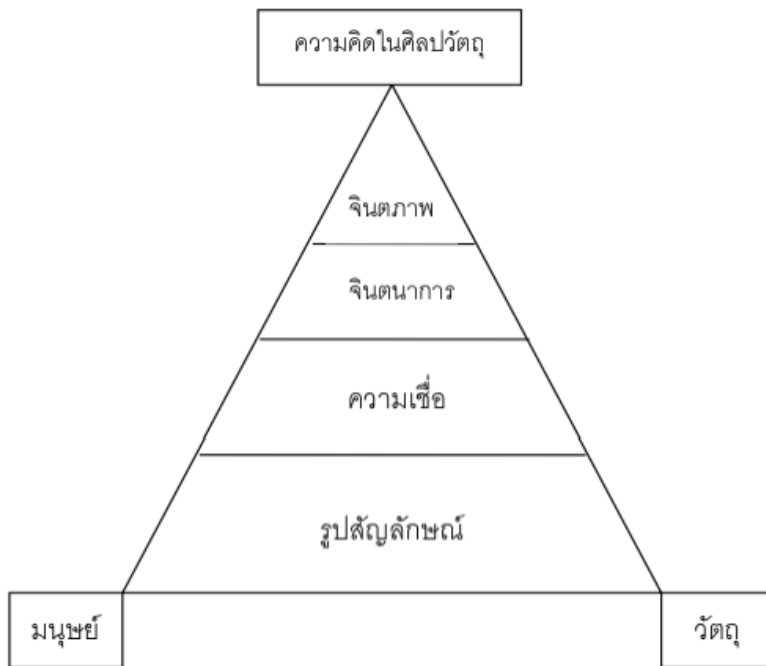 ความคิดในศิลปวัตถุ
จินตภาพ
จินตนาการ
ความเชื่อ
รูปสัญลักษณ์
มนุษย์
วัตถุ